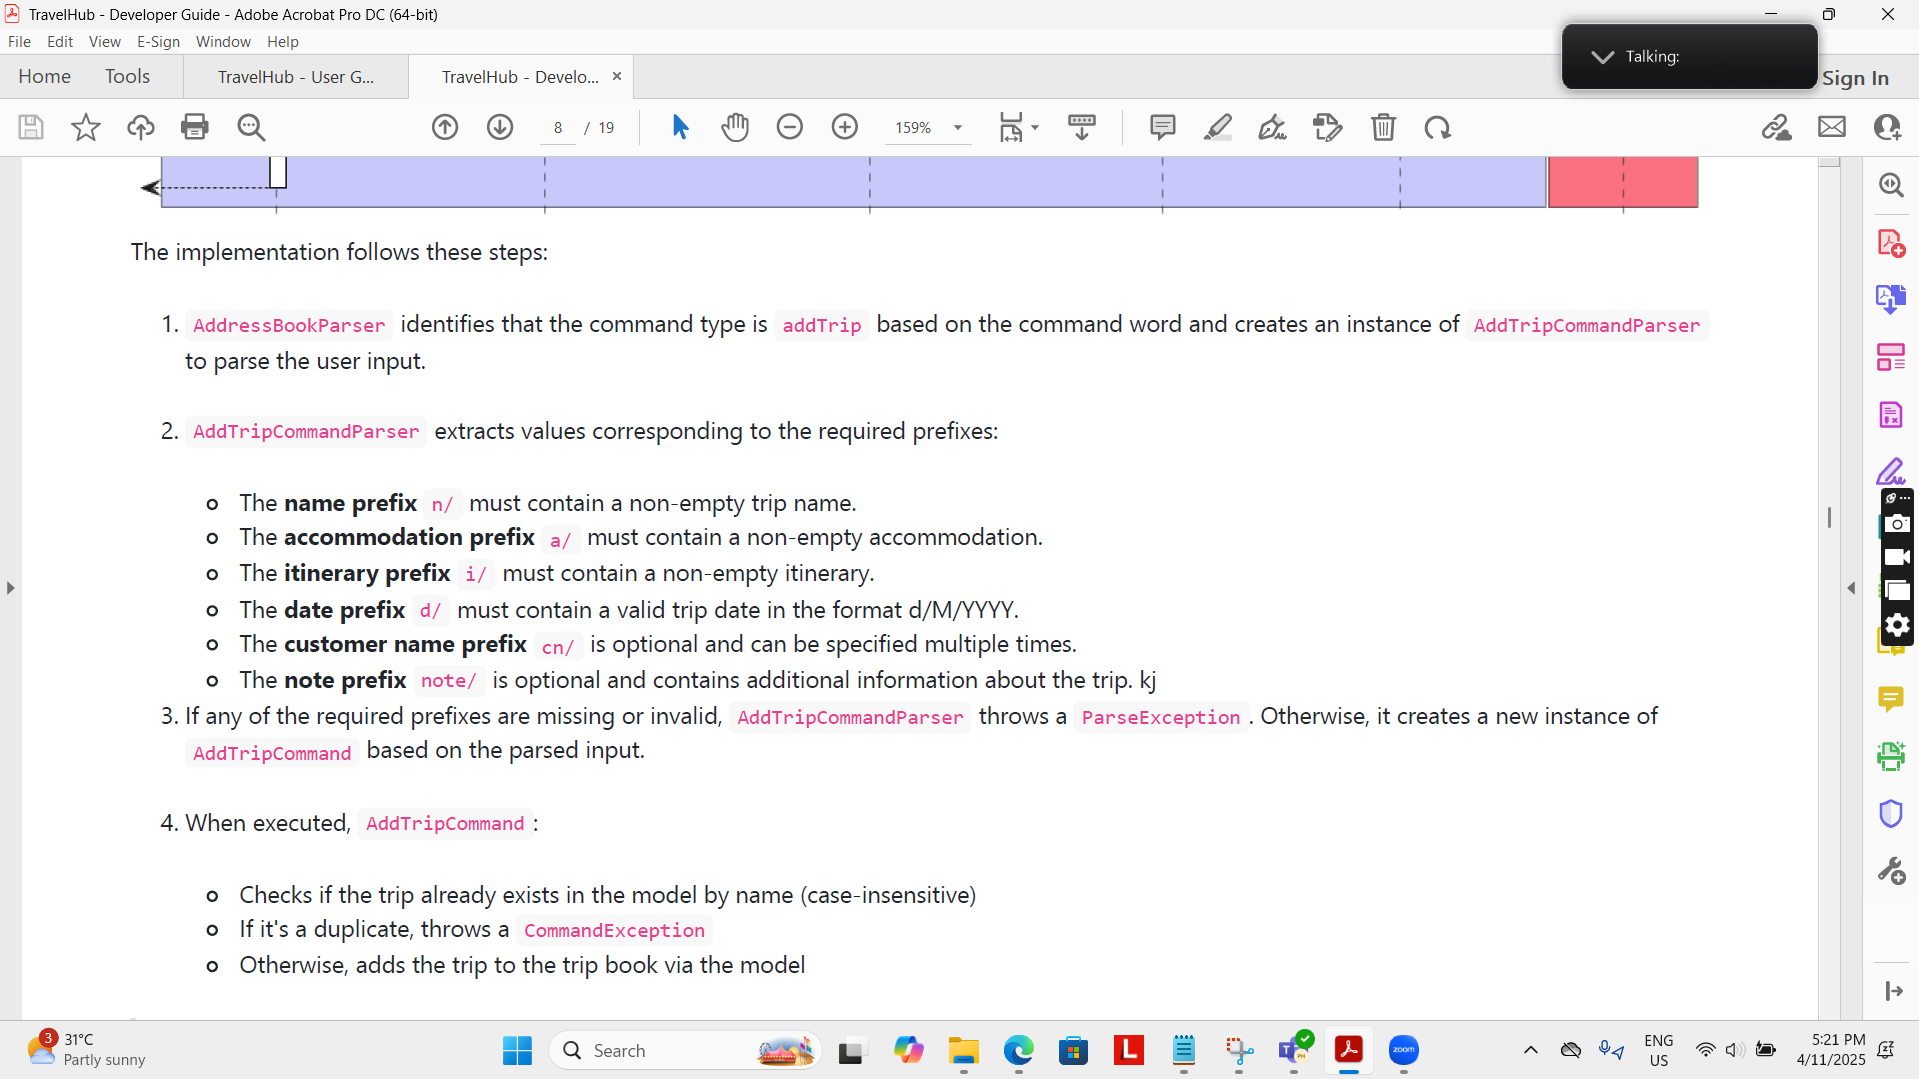 TravelHub - Developer Guide - Adobe Acrobat Pro DC (64-bit)
File Edit View E-Sign Window Help
Talking:
Home Tools TravelHub - User G... TravelHub - Develo... × Sign In
8 / 19 159%
The implementation follows these steps:
1. AddressBookParser identifies that the command type is addTrip based on the command word and creates an instance of AddTripCommandParser
to parse the user input.
2. AddTripCommandParser extracts values corresponding to the required prefixes:
The name prefix n/ must contain a non-empty trip name.
The accommodation prefix a/ must contain a non-empty accommodation.
The itinerary prefix i/ must contain a non-empty itinerary.
The date prefix d/ must contain a valid trip date in the format d/M/YYYY.
The customer name prefix cn/ is optional and can be specified multiple times.
The note prefix note/ is optional and contains additional information about the trip. kj
3. If any of the required prefixes are missing or invalid, AddTripCommandParser throws a ParseException . Otherwise, it creates a new instance of
AddTripCommand based on the parsed input.
4. When executed, AddTripCommand :
Checks if the trip already exists in the model by name (case-insensitive)
If it's a duplicate, throws a CommandException
Otherwise, adds the trip to the trip book via the model
3 31°C
Partly sunny
Search
L
zoom
ENG
US
5:21 PM
4/11/2025